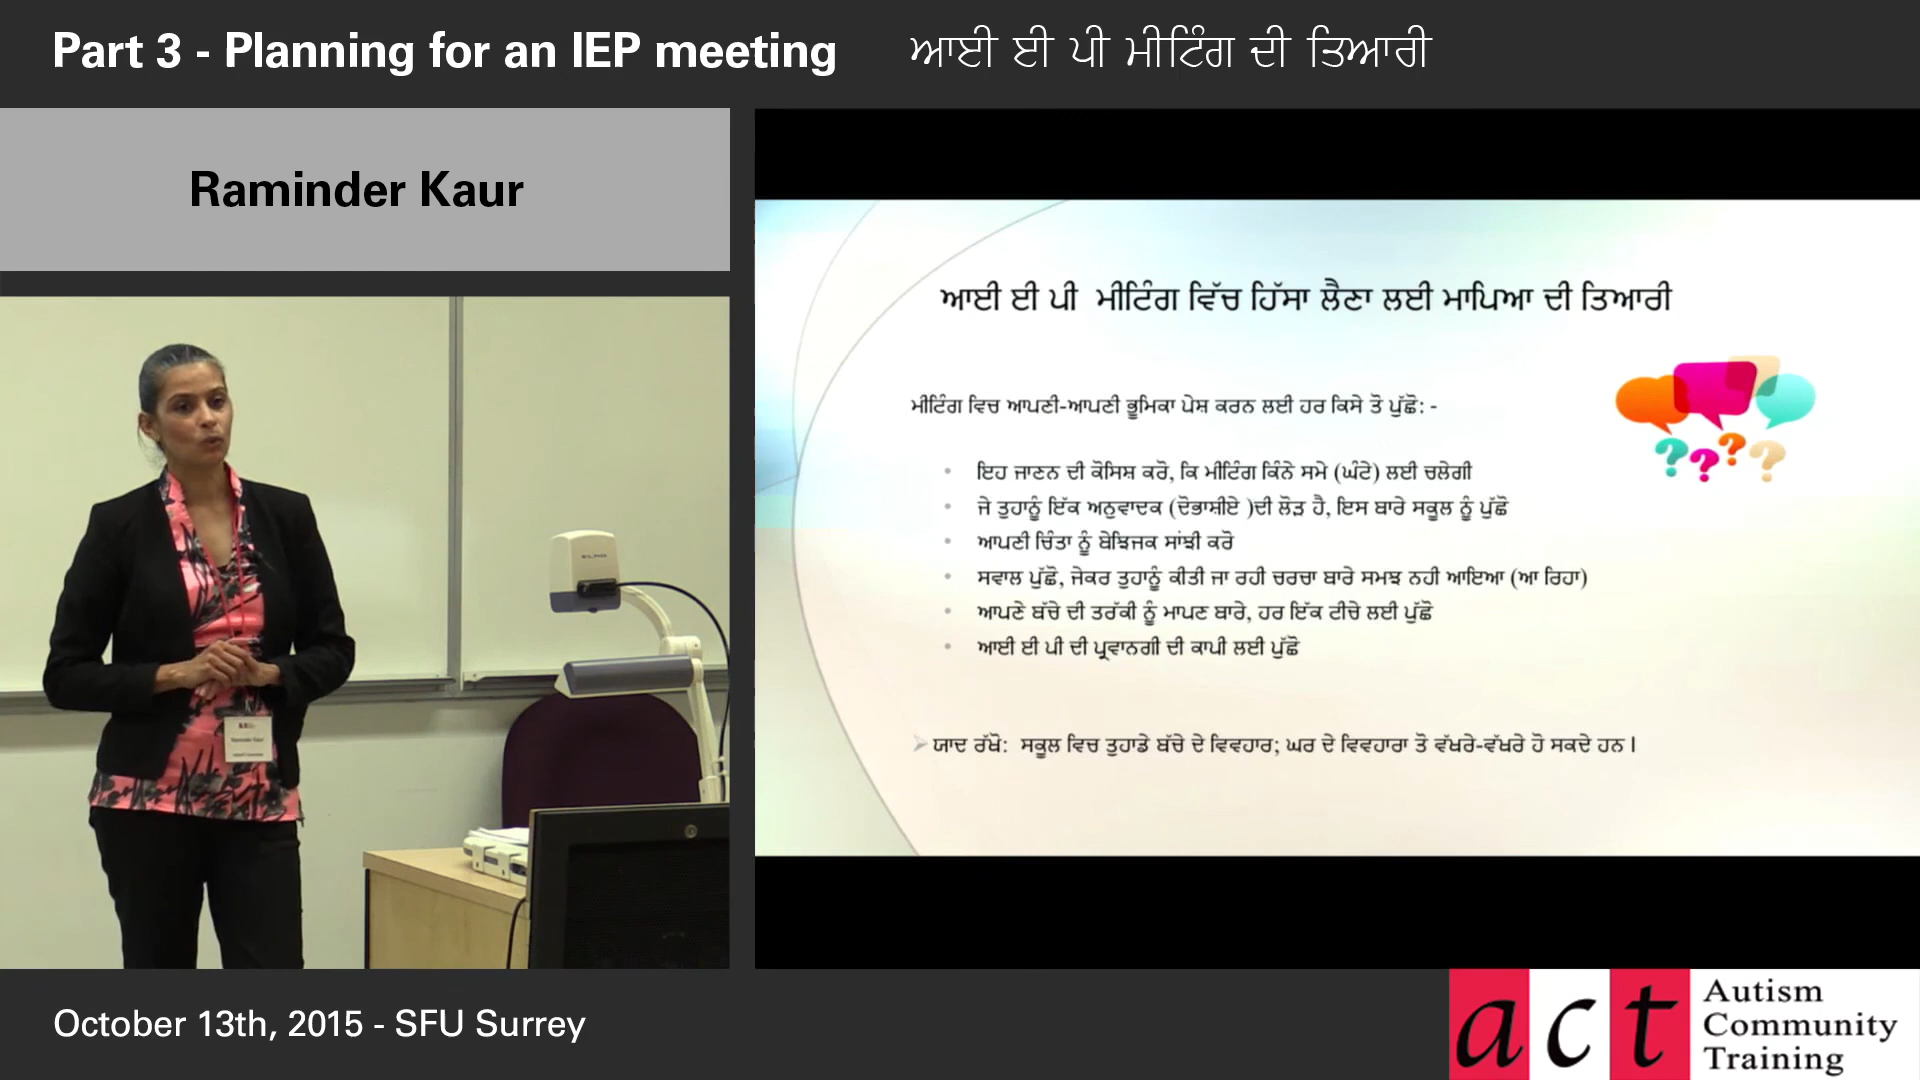 Part 3 - Planning for an IEP meeting ਆਈ ਈ ਪੀ ਮੀਟਿੰਗ ਦੀ ਤਿਆਰੀ
Raminder Kaur
ਆਈ ਈ ਪੀ ਮੀਟਿੰਗ ਵਿੱਚ ਹਿੱਸਾ ਲੈਣਾ ਲਈ ਮਾਪਿਆ ਦੀ ਤਿਆਰੀ
ਮੀਟਿੰਗ ਵਿਚ ਆਪਣੀ-ਆਪਣੀ ਭੂਮਿਕਾ ਪੇਸ਼ ਕਰਨ ਲਈ ਹਰ ਕਿਸੇ ਤੋ ਪੁੱਛੋ: -
• ਇਹ ਜਾਣਨ ਦੀ ਕੋਸਿਸ਼ ਕਰੋ, ਕਿ ਮੀਟਿੰਗ ਕਿੰਨੇ ਸਮੇ (ਘੰਟੇ) ਲਈ ਚਲੇਗੀ
• ਜੇ ਤੁਹਾਨੂੰ ਇੱਕ ਅਨੁਵਾਦਕ (ਦੋਭਾਸ਼ੀਏ )ਦੀ ਲੋੜ ਹੈ, ਇਸ ਬਾਰੇ ਸਕੂਲ ਨੂੰ ਪੁੱਛੋ
• ਆਪਣੀ ਚਿੰਤਾ ਨੂੰ ਬੇਝਿਜਕ ਸਾਂਝੀ ਕਰੋ
• ਸਵਾਲ ਪੁੱਛੋ, ਜੇਕਰ ਤੁਹਾਨੂੰ ਕੀਤੀ ਜਾ ਰਹੀ ਚਰਚਾ ਬਾਰੇ ਸਮਝ ਨਹੀ ਆਇਆ (ਆ ਰਿਹਾ)
• ਆਪਣੇ ਬੱਚੇ ਦੀ ਤਰੱਕੀ ਨੂੰ ਮਾਪਣ ਬਾਰੇ, ਹਰ ਇੱਕ ਟੀਚੇ ਲਈ ਪੁੱਛੋ
• ਆਈ ਈ ਪੀ ਦੀ ਪ੍ਰਵਾਨਗੀ ਦੀ ਕਾਪੀ ਲਈ ਪੁੱਛੋ
➢ ਯਾਦ ਰੱਖੋ: ਸਕੂਲ ਵਿਚ ਤੁਹਾਡੇ ਬੱਚੇ ਦੇ ਵਿਵਹਾਰ; ਘਰ ਦੇ ਵਿਵਹਾਰਾ ਤੋ ਵੱਖਰੇ-ਵੱਖਰੇ ਹੋ ਸਕਦੇ ਹਨ।
October 13th, 2015 - SFU Surrey
act
Autism
Community
Training